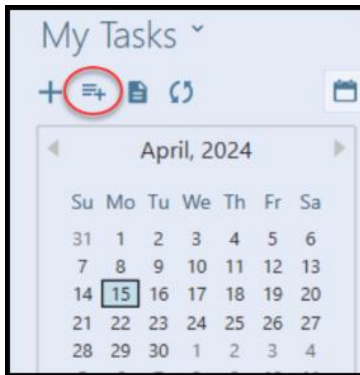 My Tasks
April, 2024
Su Mo Tu We Th Fr Sa
31 1 2 3 4 5 6
7 8 9 10 11 12 13
14 15 16 17 18 19 20
21 22 23 24 25 26 27
28 29 30 1 2 3 4